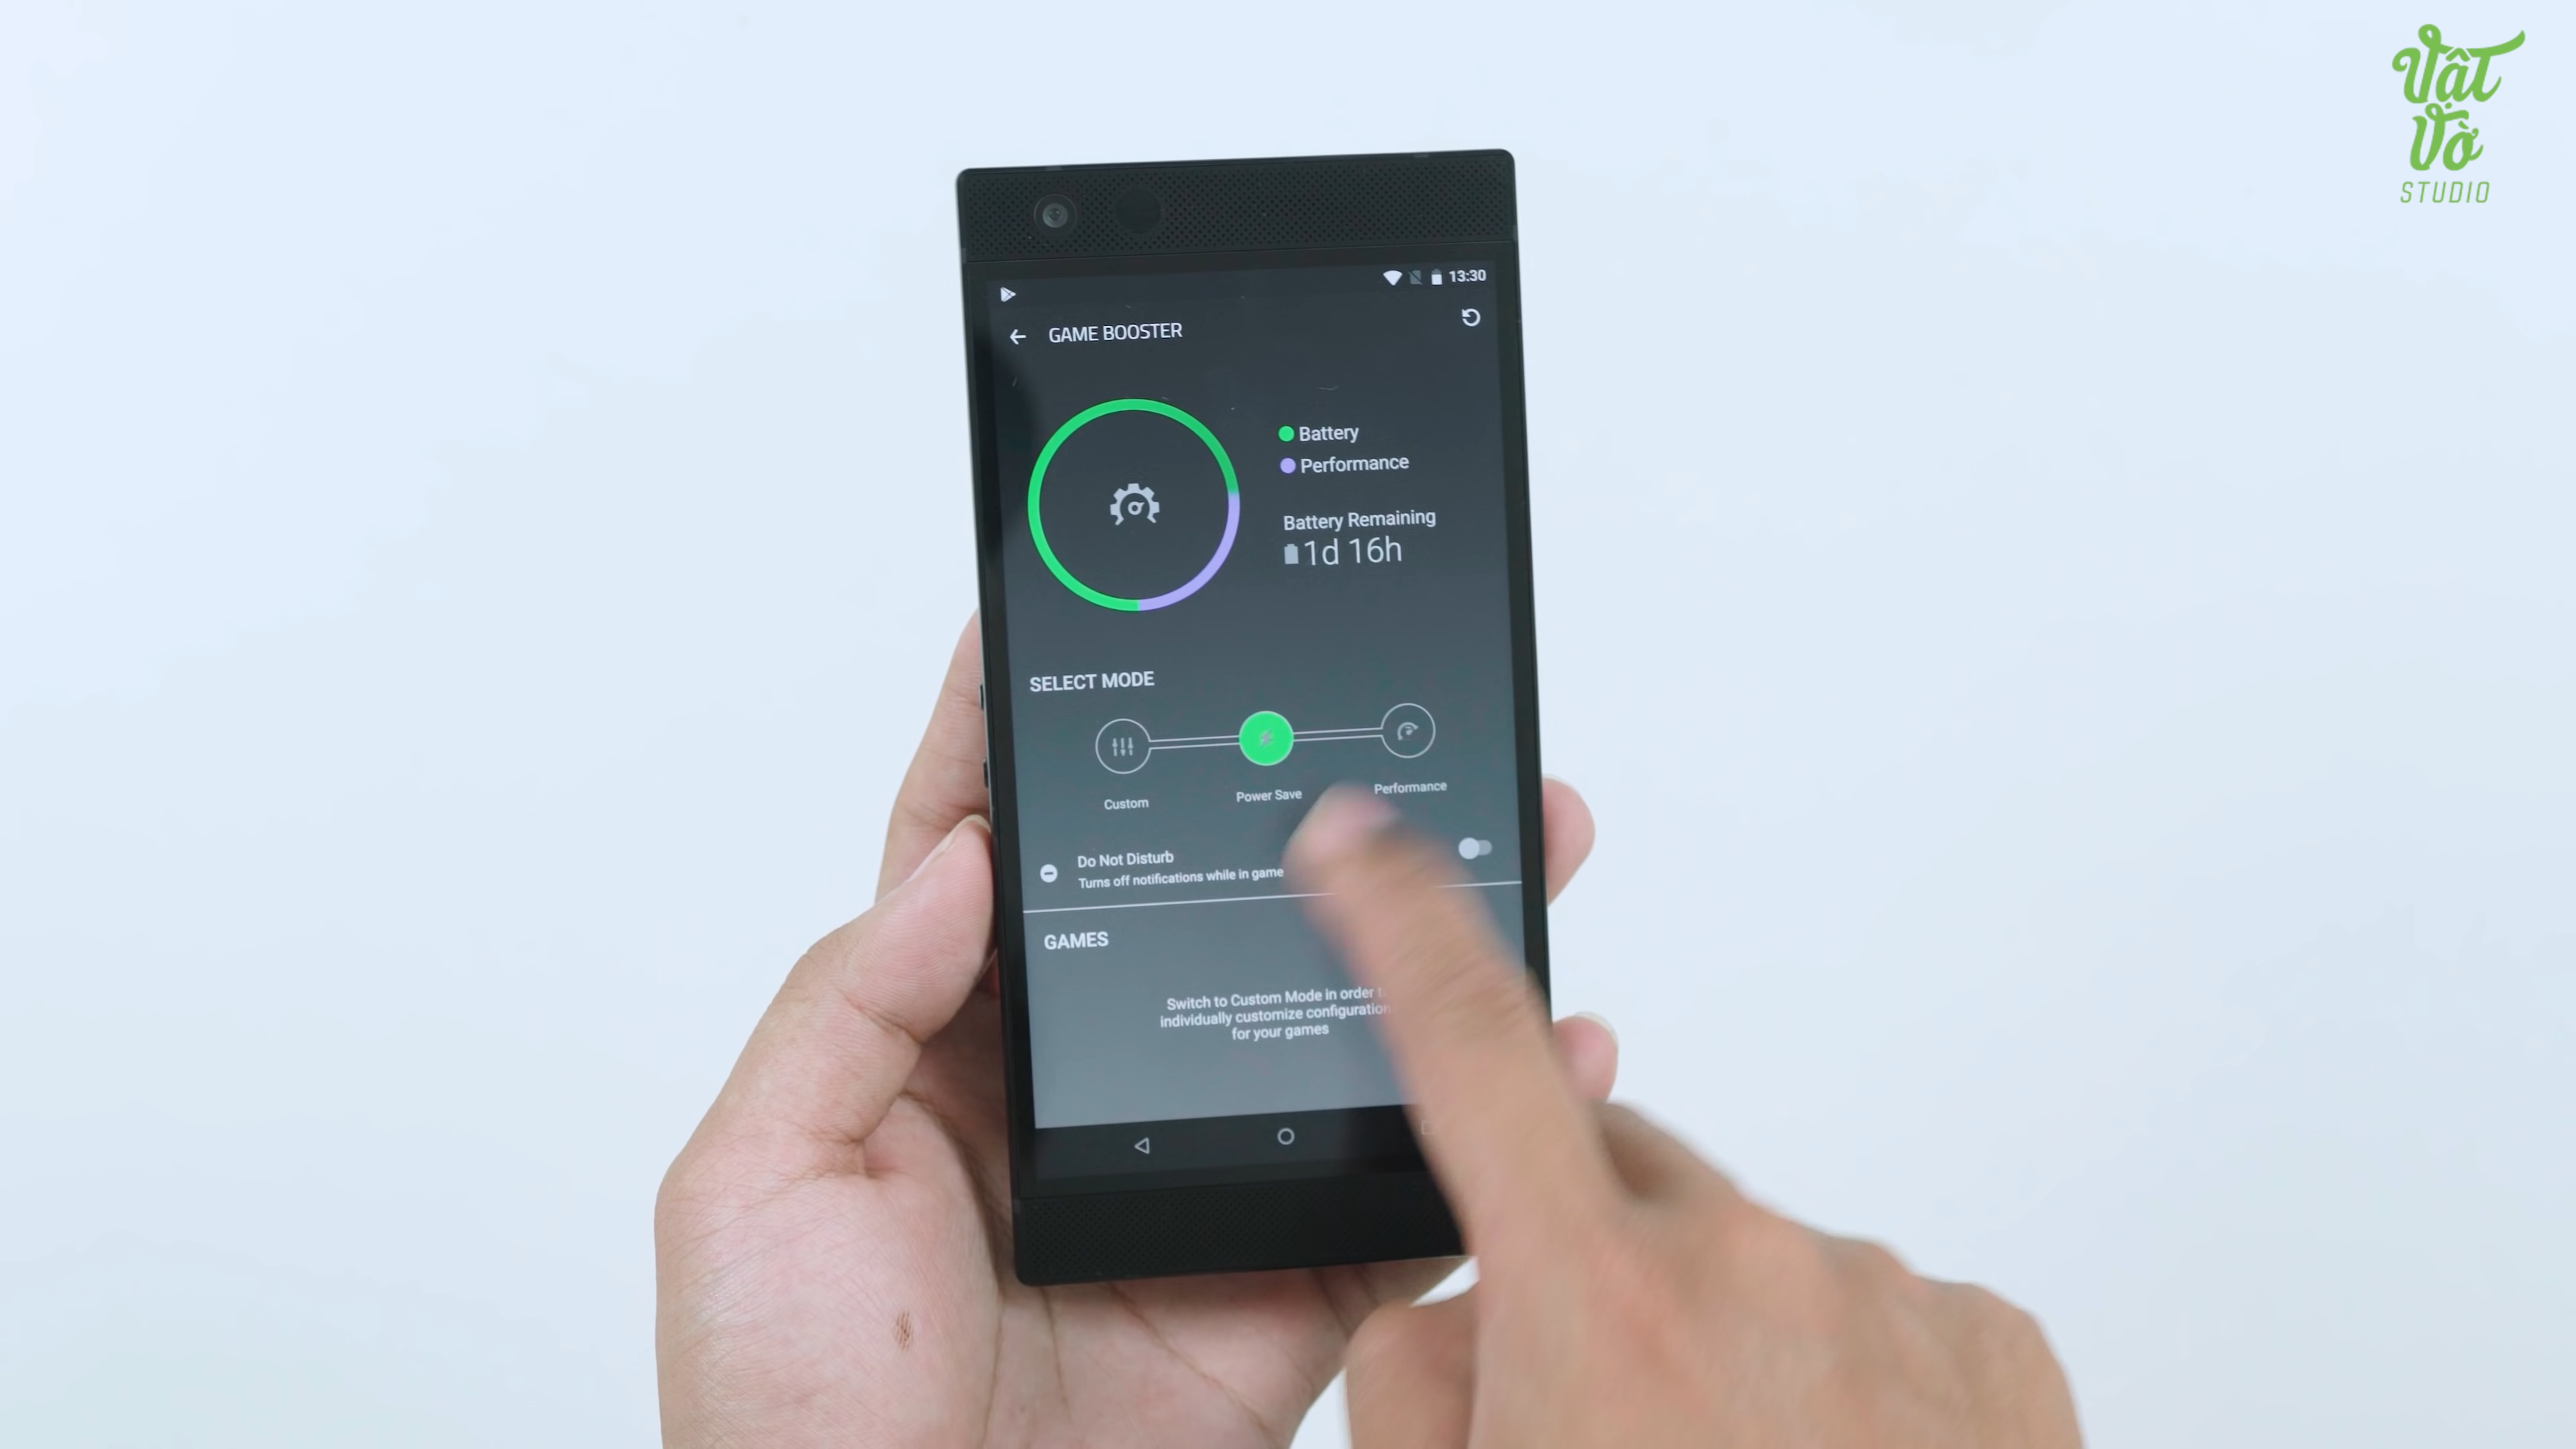 Vật
Vờ
STUDIO
13:30
GAME BOOSTER
Battery
Performance
Battery Remaining
1d 16h
SELECT MODE
Custom
Power Save
Performance
Do Not Disturb
Turns off notifications while in game
GAMES
Switch to Custom Mode in order
individually customize configuration
for your games